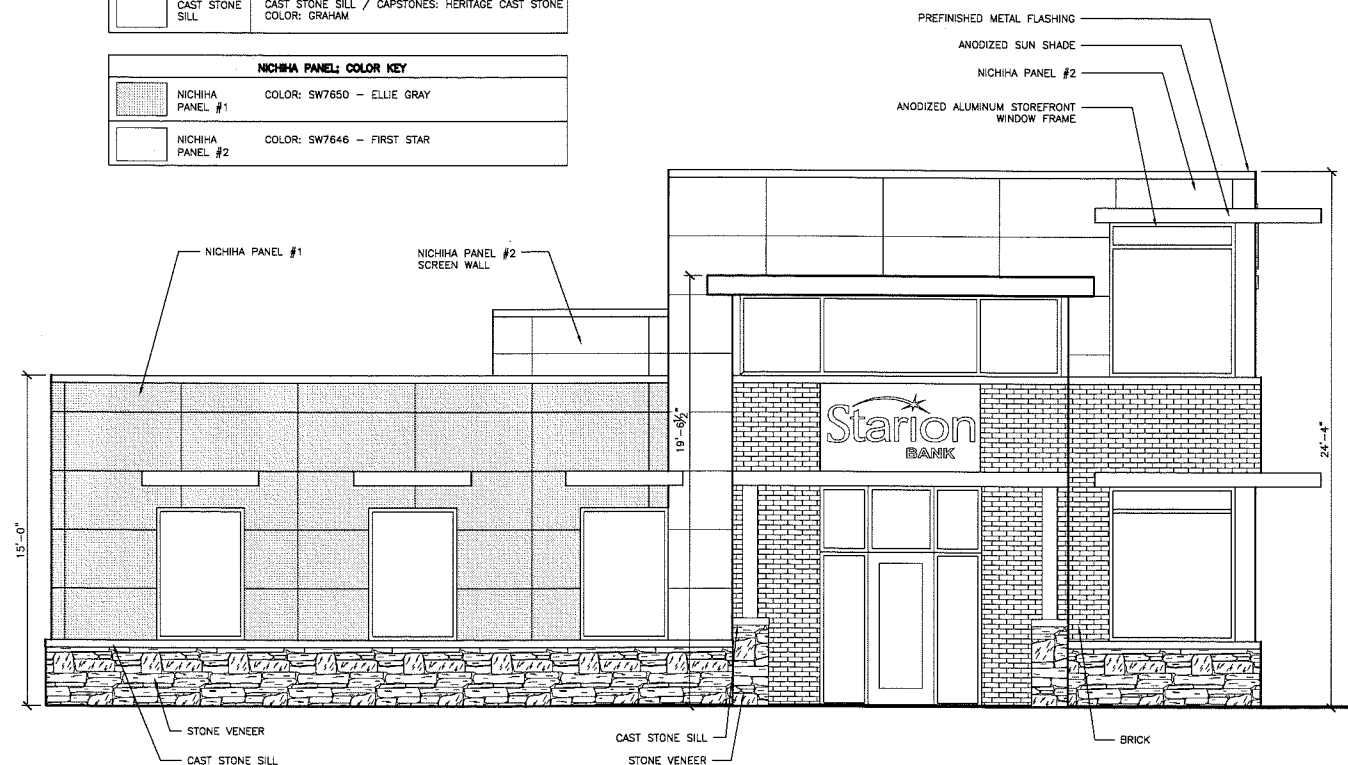 CAST STONE
SILL
CAST STONE SILL / CAPSTONES: HERITAGE CAST STONE
COLOR: GRAHAM
NICHIHA PANEL; COLOR KEY
NICHIHA
PANEL #1
COLOR: SW7650 - ELLIE GRAY
NICHIHA
PANEL #2
COLOR: SW7646 - FIRST STAR
PREFINISHED METAL FLASHING
ANODIZED SUN SHADE
NICHIHA PANEL #2
ANODIZED ALUMINUM STOREFRONT
WINDOW FRAME
NICHIHA PANEL #1
NICHIHA PANEL #2
SCREEN WALL
15'-0"
19'-6½"
24'-4"
Starion
BANK
STONE VENEER
CAST STONE SILL
CAST STONE SILL
STONE VENEER
BRICK